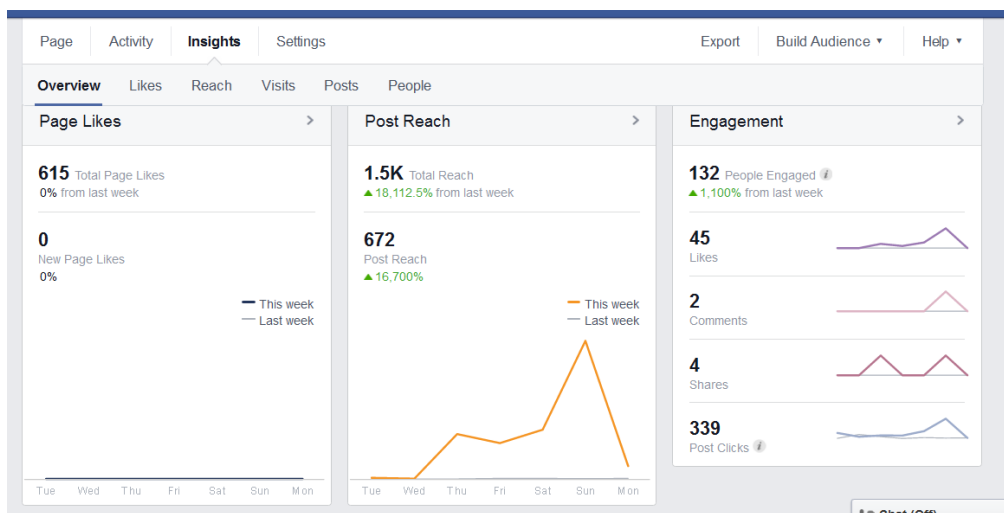 Page Activity Insights Settings Export Build Audience Help
Overview Likes Reach Visits Posts People
Page Likes
615 Total Page Likes
0% from last week
0
New Page Likes
0%
This week
Last week
Tue Wed Thu Fri Sat Sun Mon
Post Reach
1.5K Total Reach
18,112.5% from last week
672
Post Reach
16,700%
This week
Last week
Tue Wed Thu Fri Sat Sun Mon
Engagement
132 People Engaged i
1,100% from last week
45
Likes
2
Comments
4
Shares
339
Post Clicks i
Chat (Off)